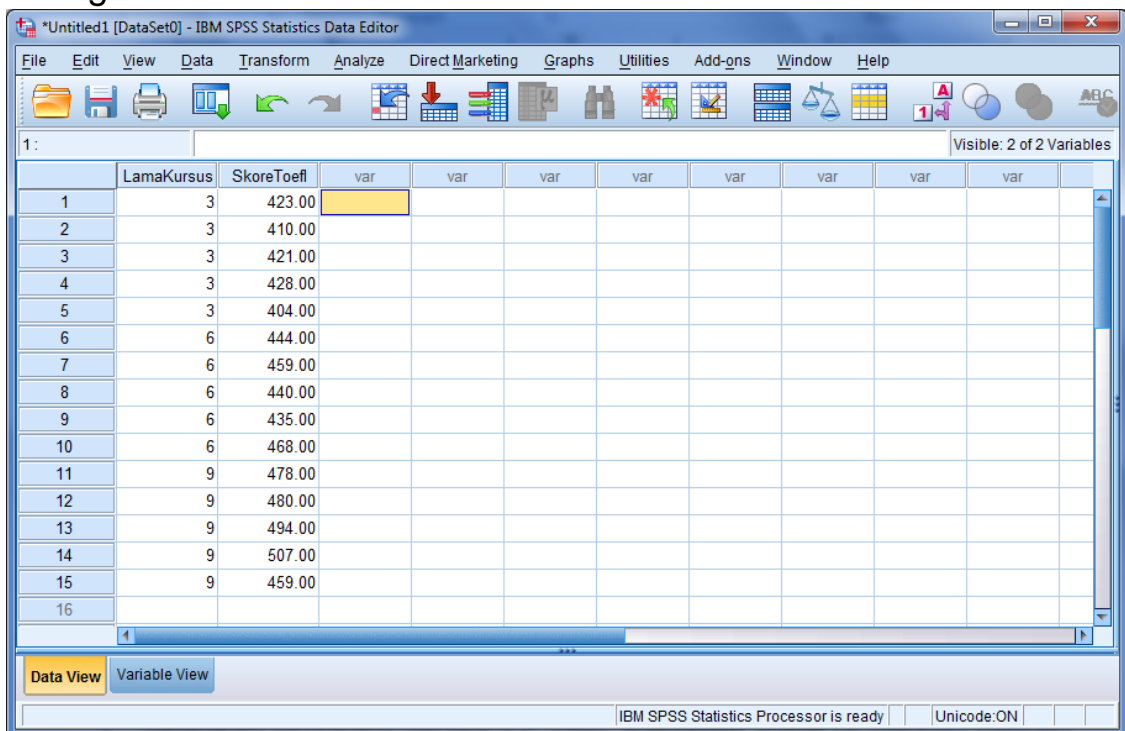 *Untitled1 [DataSet0] - IBM SPSS Statistics Data Editor
File Edit View Data Transform Analyze Direct Marketing Graphs Utilities Add-ons Window Help
A
1
ABC
1 :
Visible: 2 of 2 Variables
LamaKursus SkoreToefl var var var var var var var var
1 3 423.00
2 3 410.00
3 3 421.00
4 3 428.00
5 3 404.00
6 6 444.00
7 6 459.00
8 6 440.00
9 6 435.00
10 6 468.00
11 9 478.00
12 9 480.00
13 9 494.00
14 9 507.00
15 9 459.00
16
Data View Variable View
IBM SPSS Statistics Processor is ready Unicode:ON